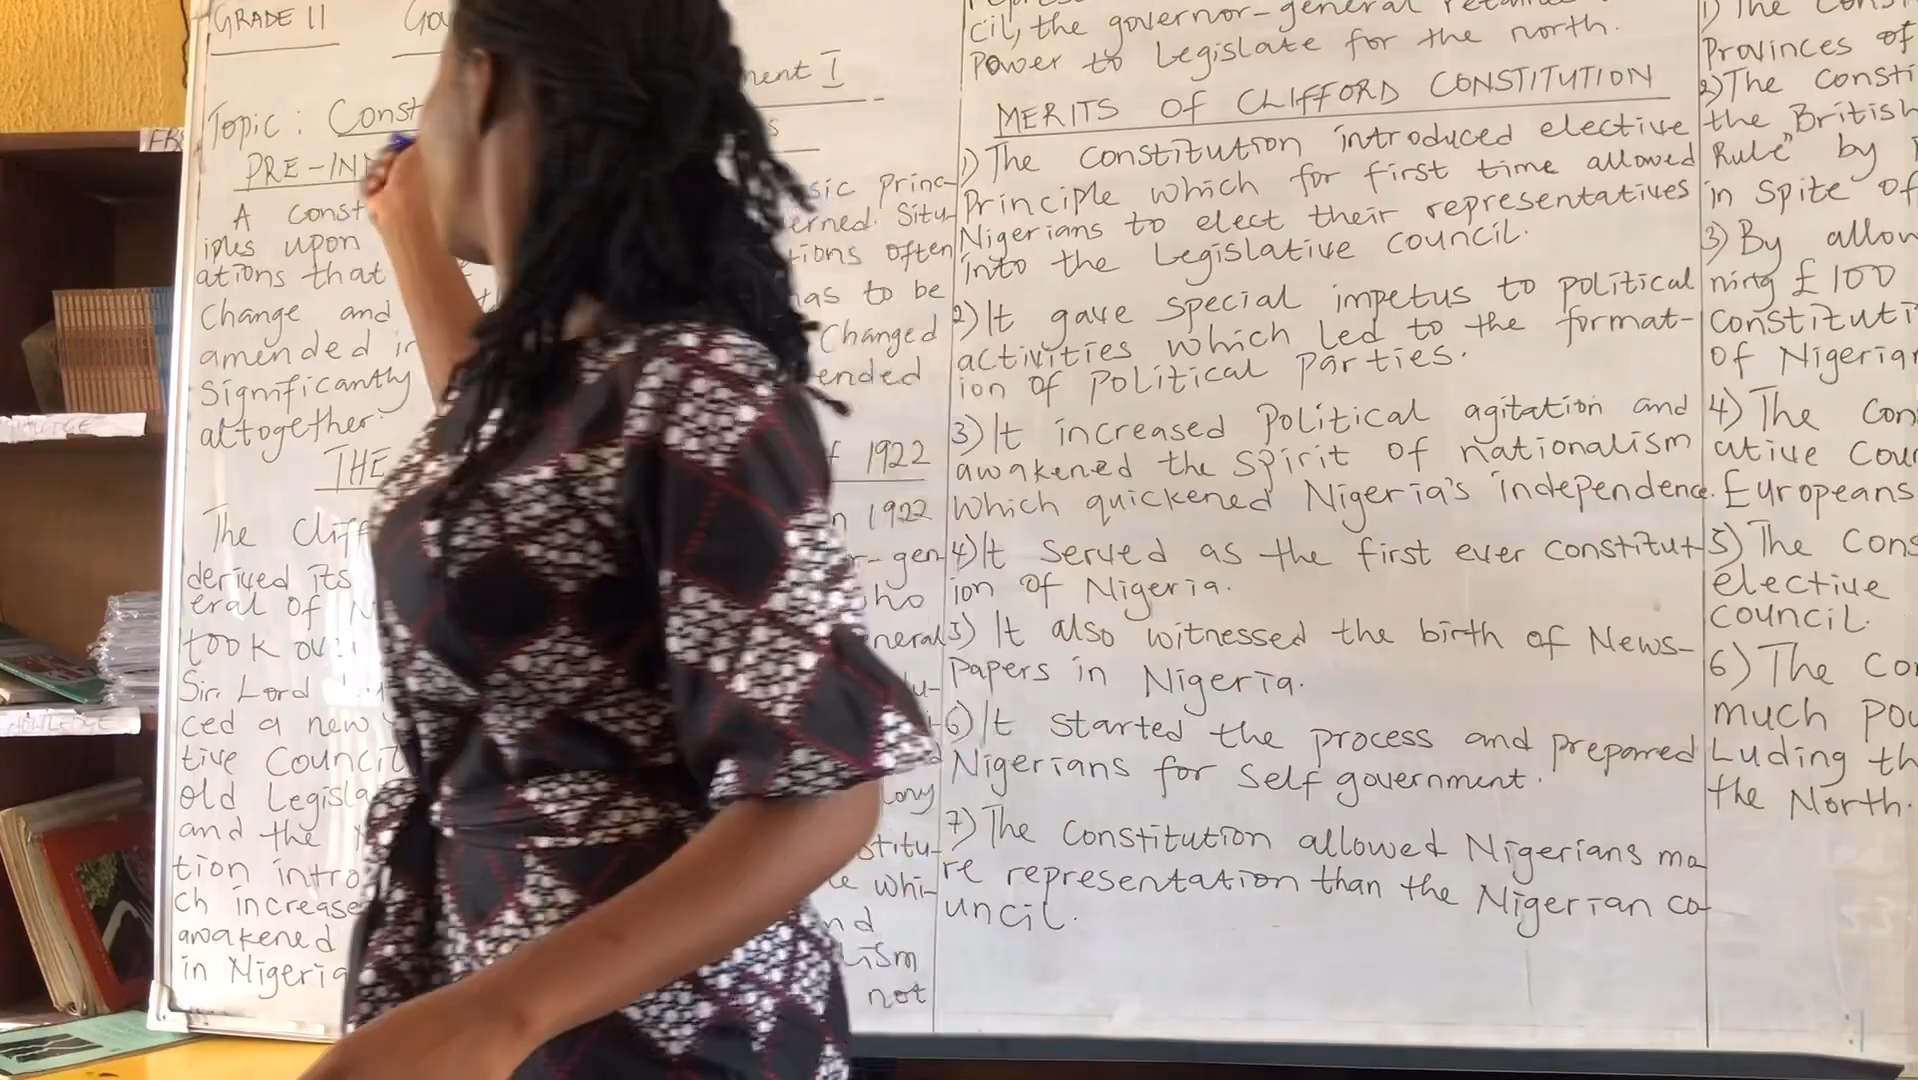 GRADE 11
Topic: Const
PRE-IN
A const
sic princ-
iples upon
erned. Situ-
ations that
tions often
Change and
has to be
amended in
Changed
Significantly
ended
altogether.
THE
of 1922
The Cliff
n 1922
derived its
r-gen-
eral of N
who
took ov
neral
Sir. Lord
tu-
ced a new
tive Council
old Legisla
lony
and the
stitu-
tion intro
le whi-
ch increase
nd
awakened
lism
in Nigeria
not
ment I
cil, the governor-general
Power to Legislate for the north.
MERITS OF CLIFFORD CONSTITUTION
1) The constitution introduced elective
Principle which for first time allowed
Nigerians to elect their representatives
into the Legislative council.
2) It gave special impetus to political
activities which led to the format-
ion of Political Parties.
3) It increased Political agitation and
awakened the spirit of nationalism
which quickened Nigeria's independence.
4) It served as the first ever constitut-
ion of Nigeria.
5) It also witnessed the birth of News-
Papers in Nigeria.
6) It started the process and prepared
Nigerians for Self government.
7) The constitution allowed Nigerians mo-
re representation than the Nigerian co-
uncil.
1) The Cons
Provinces of
2) The consti
the British
Rule" by
in spite of
3) By allow
ning £100
constituti
of Nigerian
4) The con
ative Coun
Europeans
5) The cons
elective
council.
6) The co
much pow
Luding th
the North.